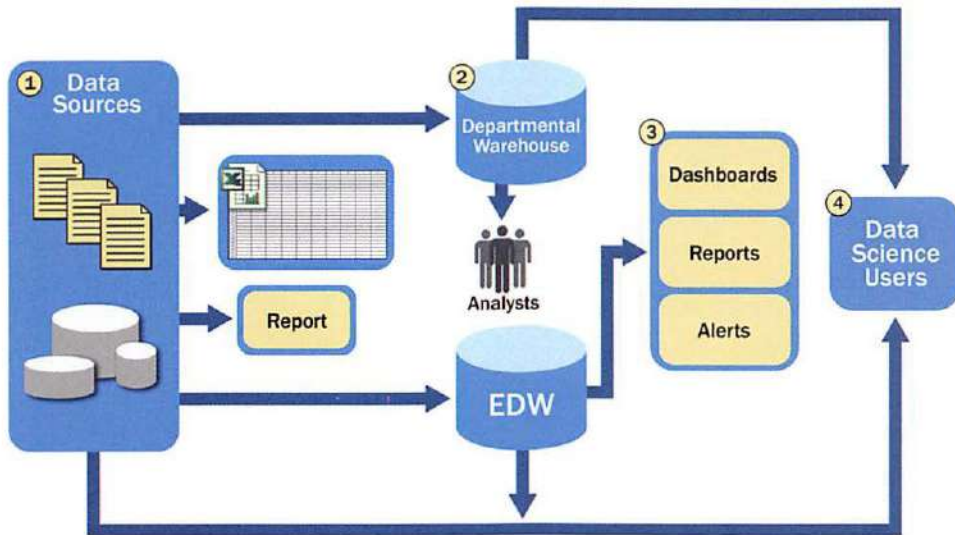 1
Data
Sources
Report
2
Departmental
Warehouse
Analysts
EDW
3
Dashboards
Reports
Alerts
4
Data
Science
Users